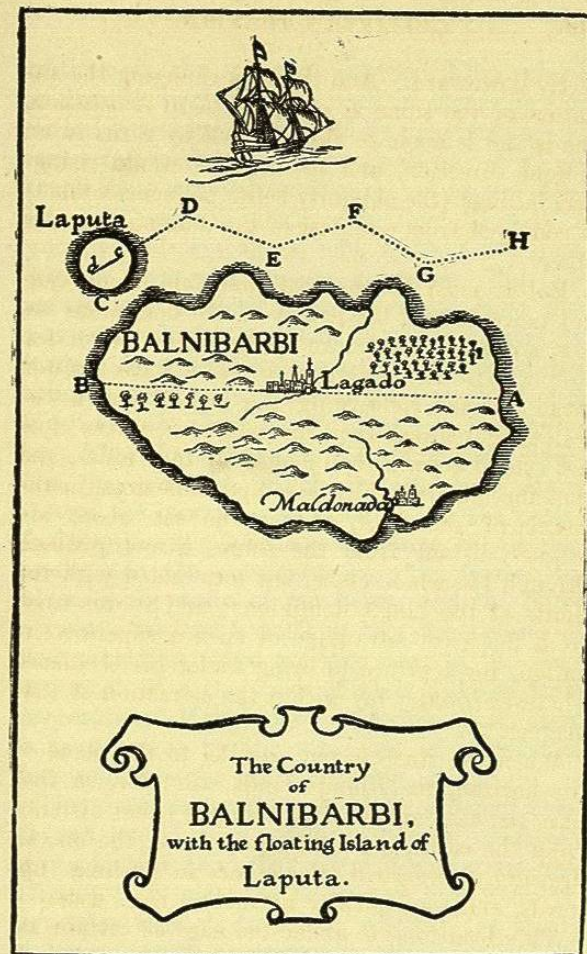 Laputa
D
F
H
E
G
d c
C
BALNIBARBI
B
Lagado
A
Maldonada
The Country
of
BALNIBARBI,
with the floating Island of
Laputa.